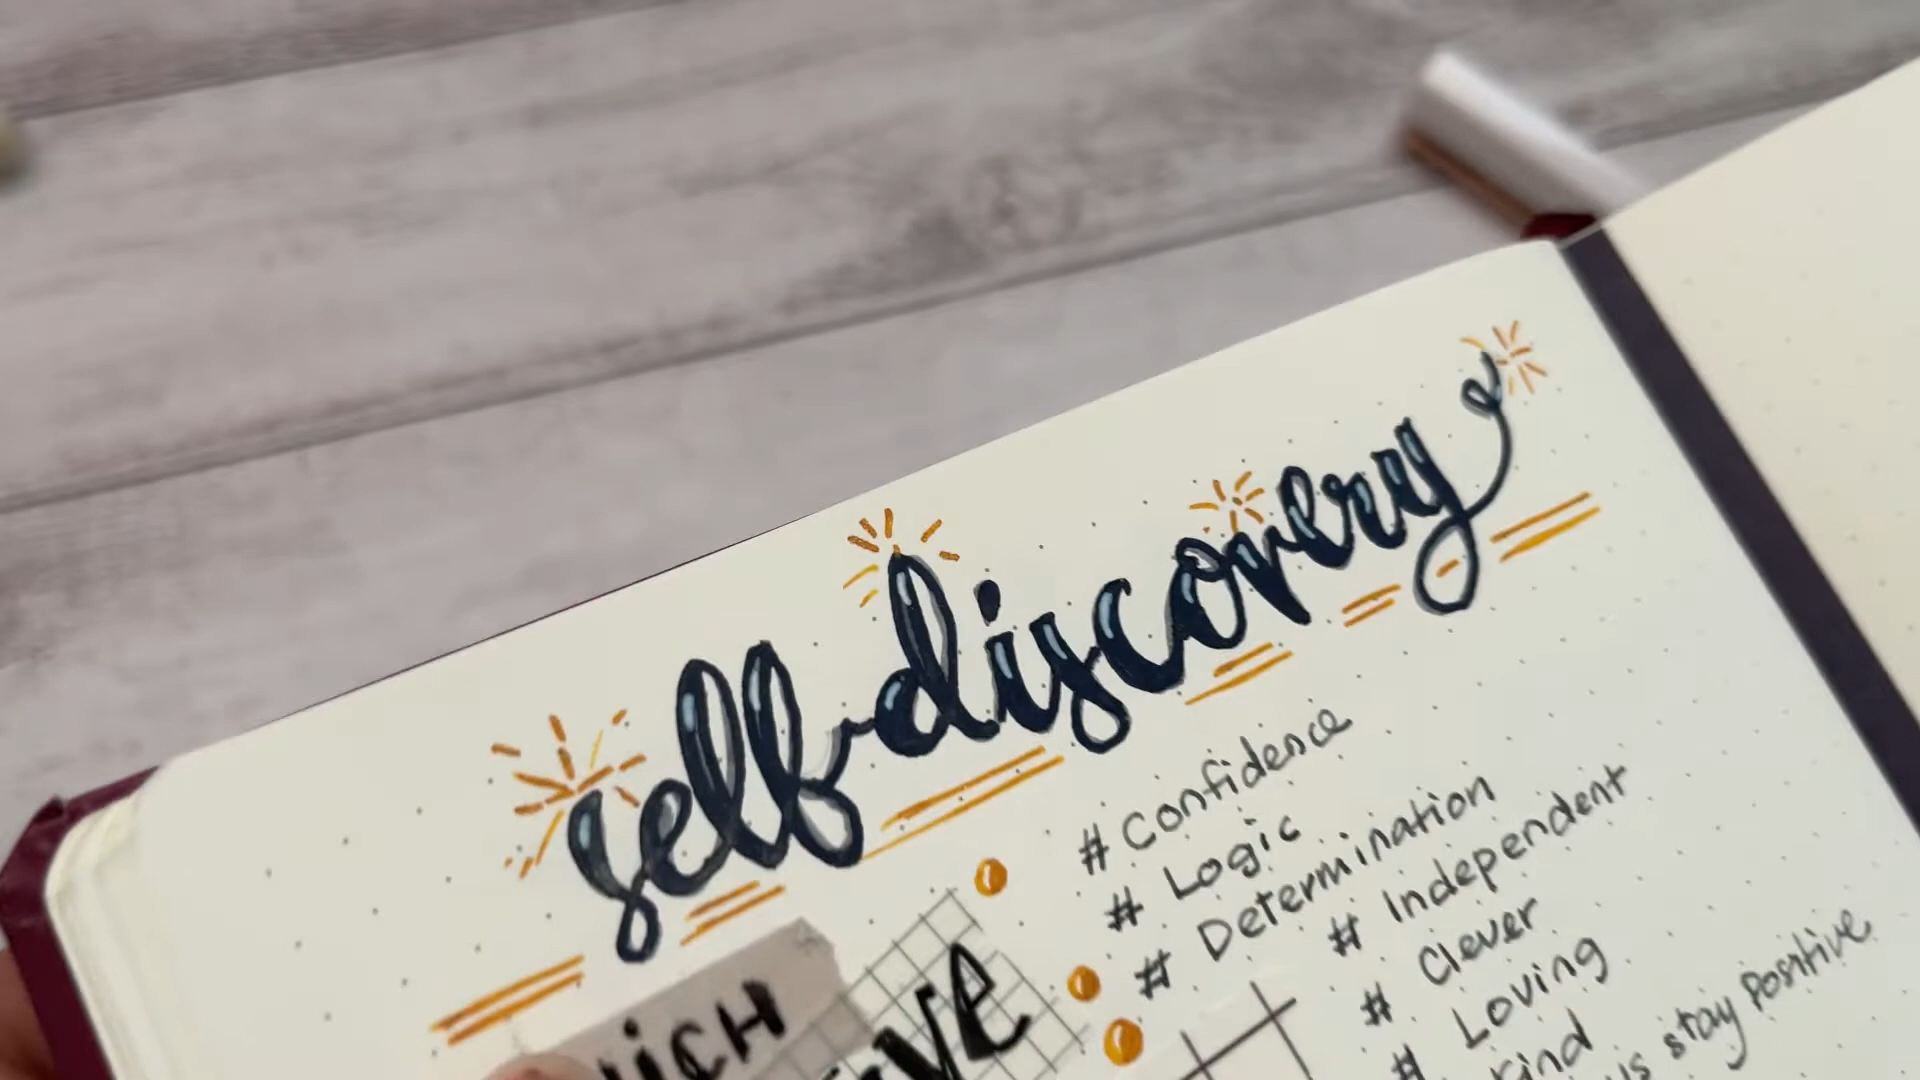 self-discovery
# Confidence
# Logic
# Determination
# Independent
# Clever
# Loving
kind
stay Positive